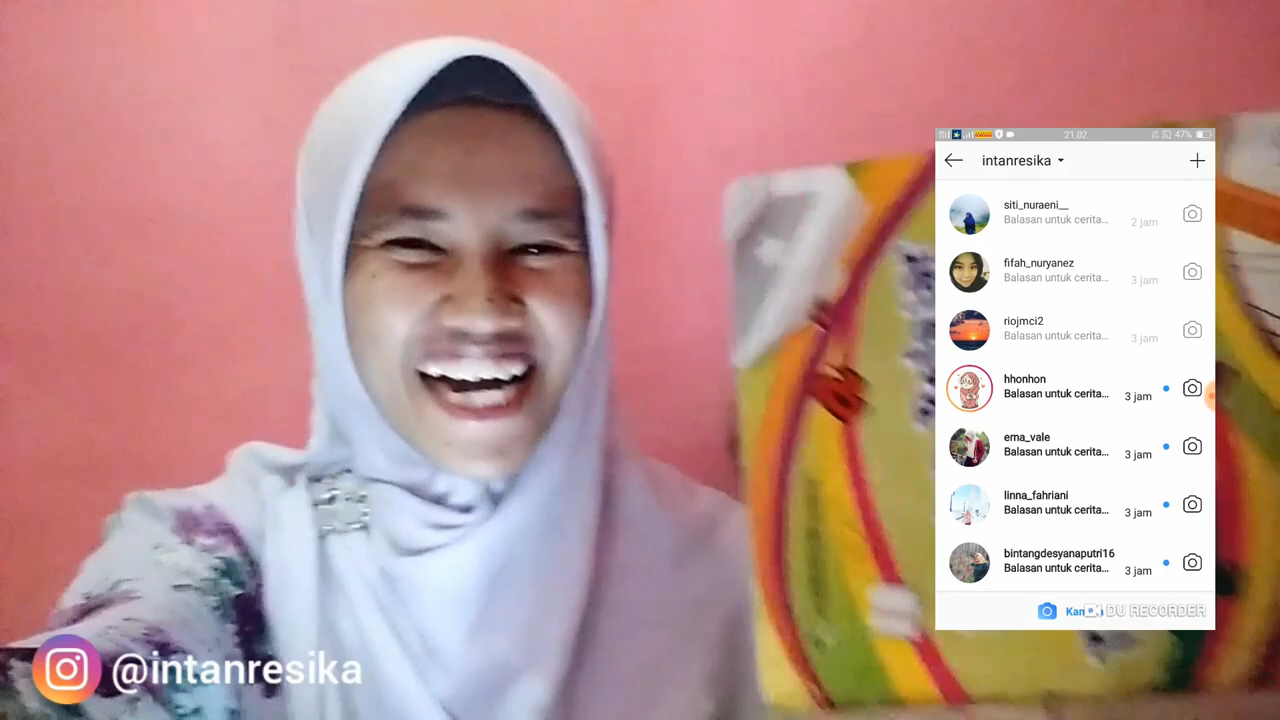 21.02
47%
intanresika
siti_nuraeni__
Balasan untuk cerita...
2 jam
fifah_nuryanez
Balasan untuk cerita...
3 jam
riojmci2
Balasan untuk cerita...
3 jam
hhonhon
Balasan untuk cerita...
3 jam
erna_vale
Balasan untuk cerita...
3 jam
linna_fahriani
Balasan untuk cerita...
3 jam
bintangdesyanaputri16
Balasan untuk cerita...
3 jam
DU RECORDER
@intanresika